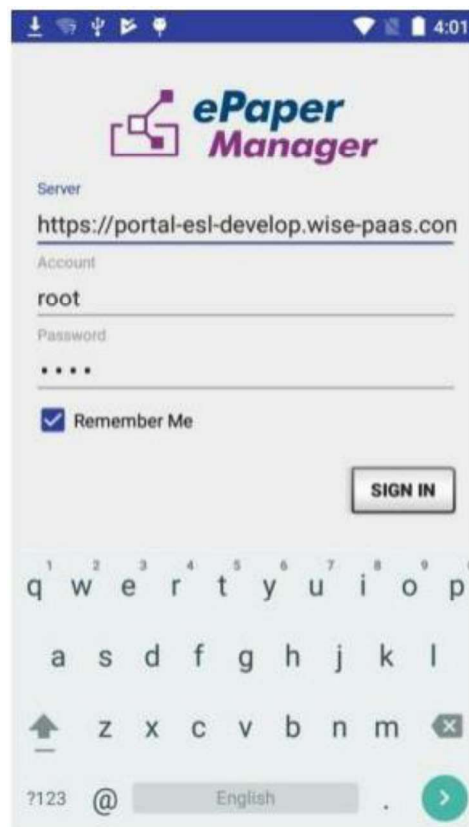 4:01
ePaper
Manager
Server
https://portal-esl-develop.wise-paas.con
Account
root
Password
••••
Remember Me
SIGN IN
1 2 3 4 5 6 7 8 9
q w e r t y u i o p
a s d f g h j k l
z x c v b n m
?123 @ English .